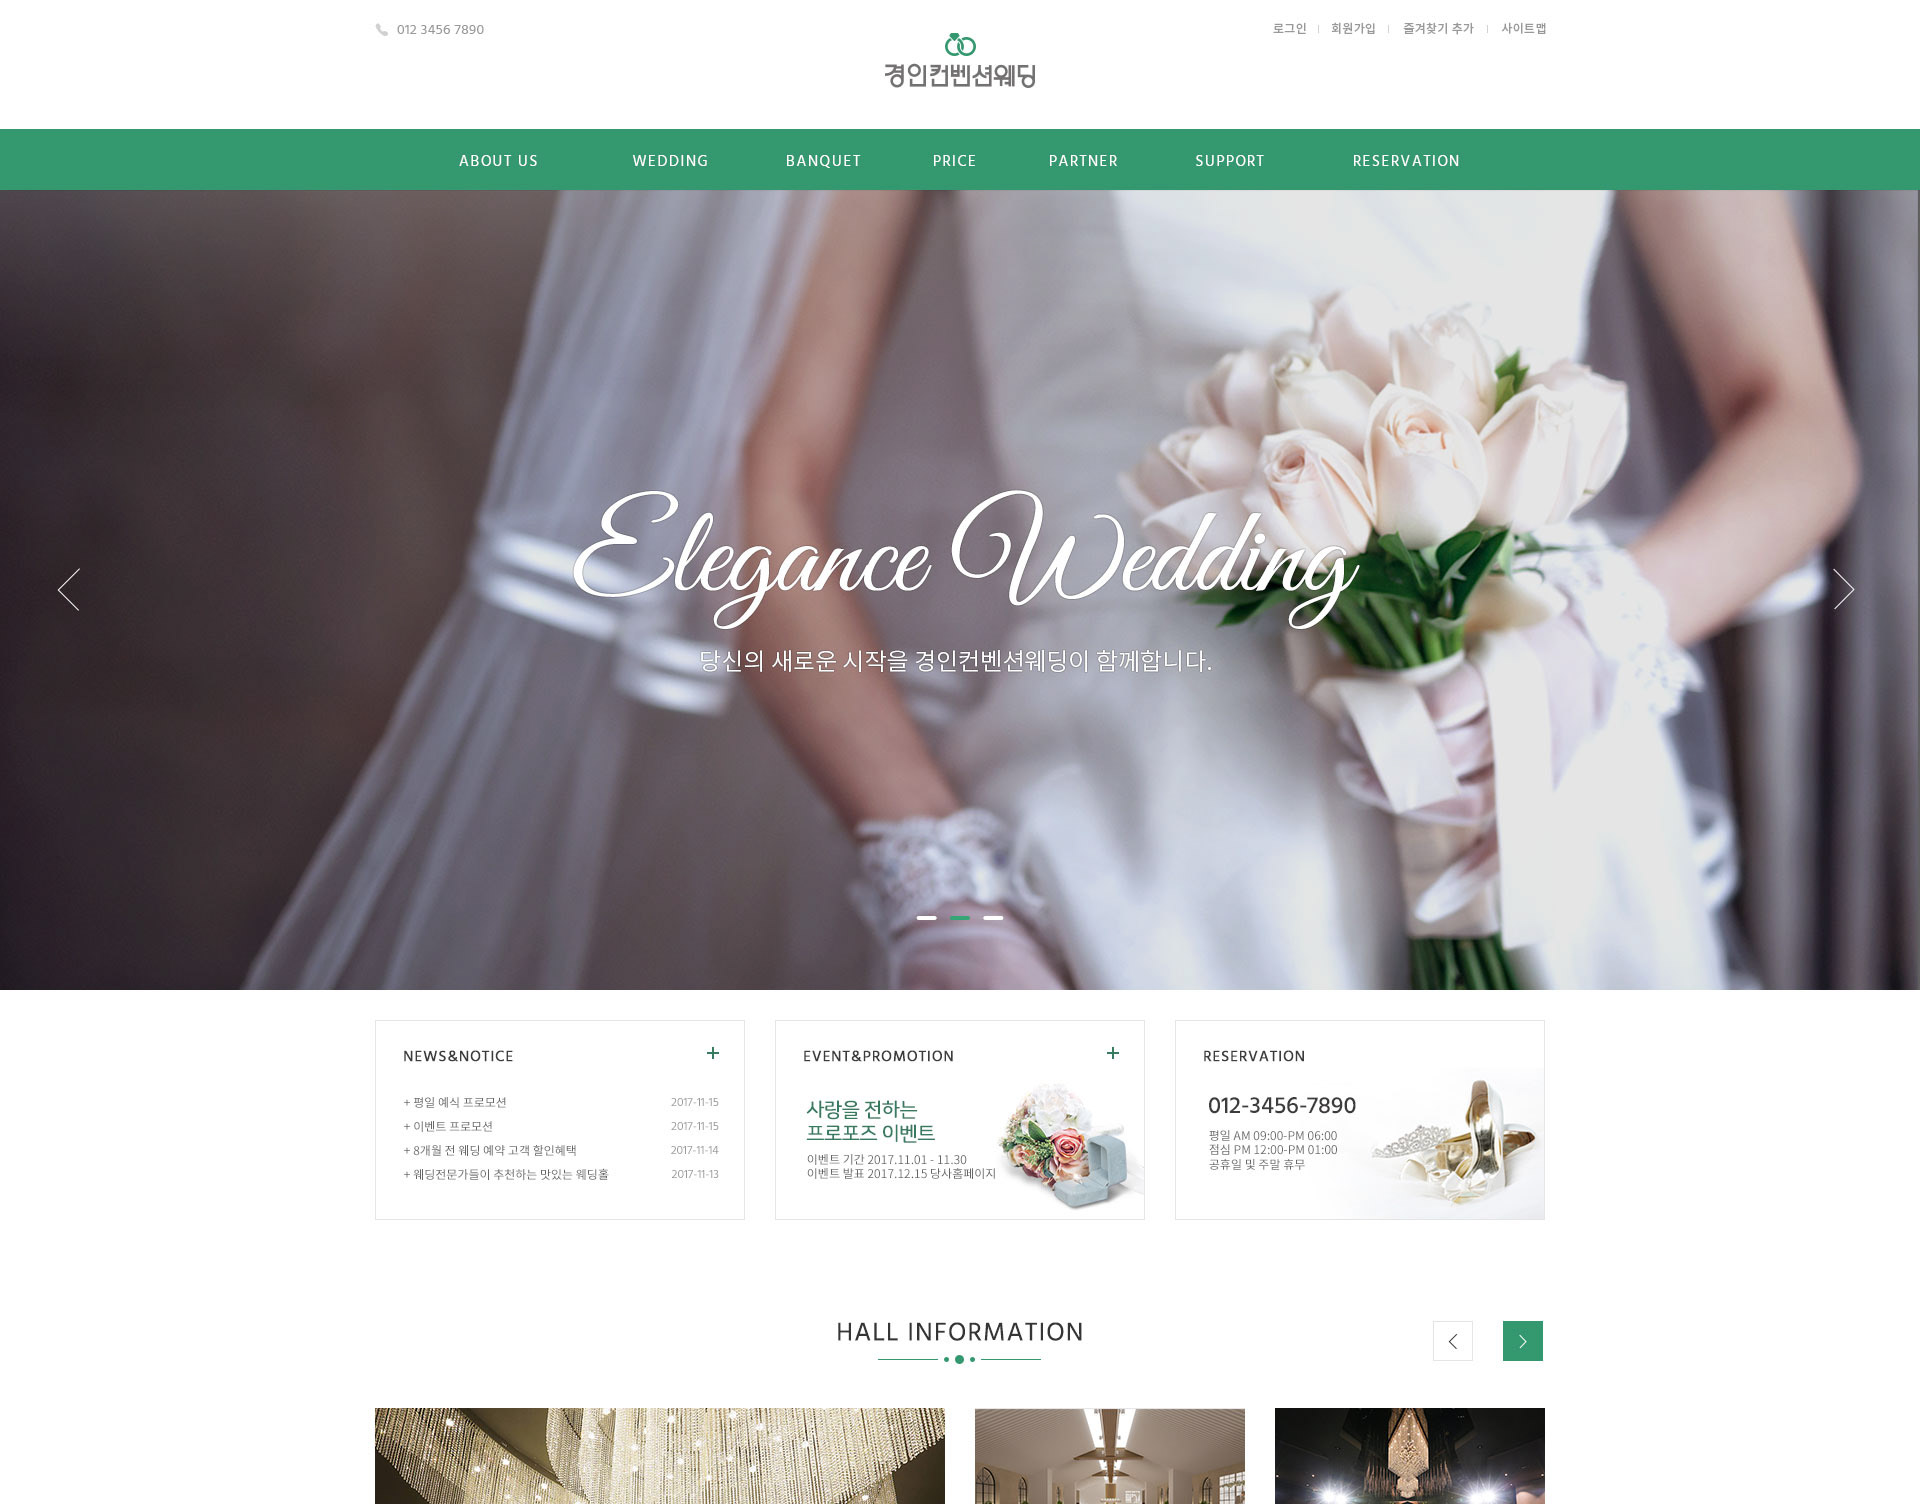 012 3456 7890
로그인 회원가입 즐겨찾기 추가 사이트맵
경인컨벤션웨딩
ABOUT US WEDDING BANQUET PRICE PARTNER SUPPORT RESERVATION
Elegance Wedding
당신의 새로운 시작을 경인컨벤션웨딩이 함께합니다.
NEWS&NOTICE +
+ 평일 예식 프로모션 2017-11-15
+ 이벤트 프로모션 2017-11-15
+ 8개월 전 웨딩 예약 고객 할인혜택 2017-11-14
+ 웨딩전문가들이 추천하는 맛있는 웨딩홀 2017-11-13
EVENT&PROMOTION +
사랑을 전하는
프로포즈 이벤트
이벤트 기간 2017.11.01 - 11.30
이벤트 발표 2017.12.15 당사홈페이지
RESERVATION
012-3456-7890
평일 AM 09:00-PM 06:00
점심 PM 12:00-PM 01:00
공휴일 및 주말 휴무
HALL INFORMATION